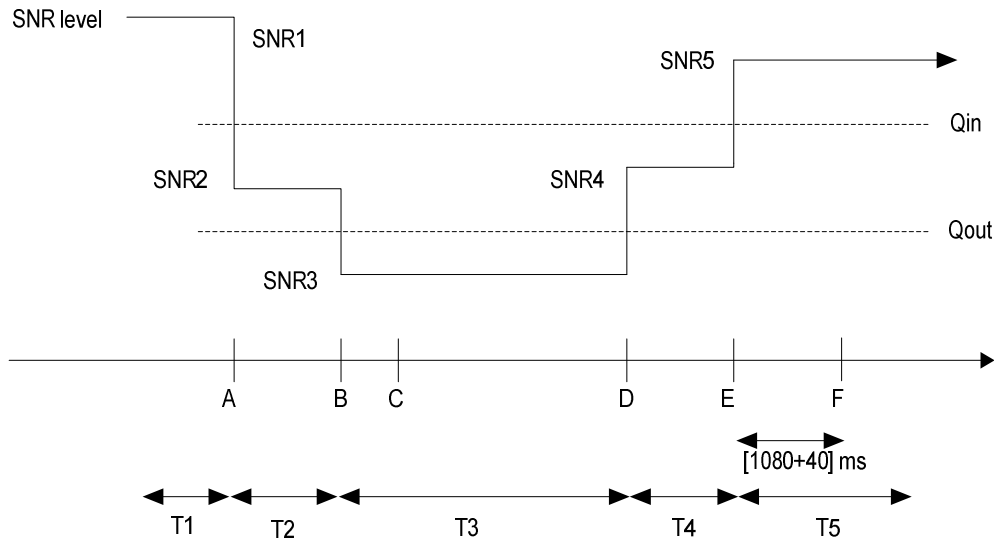 SNR level
SNR1
SNR5
Qin
SNR2
SNR4
Qout
SNR3
A B C D E F
[1080+40] ms
T1 T2 T3 T4 T5